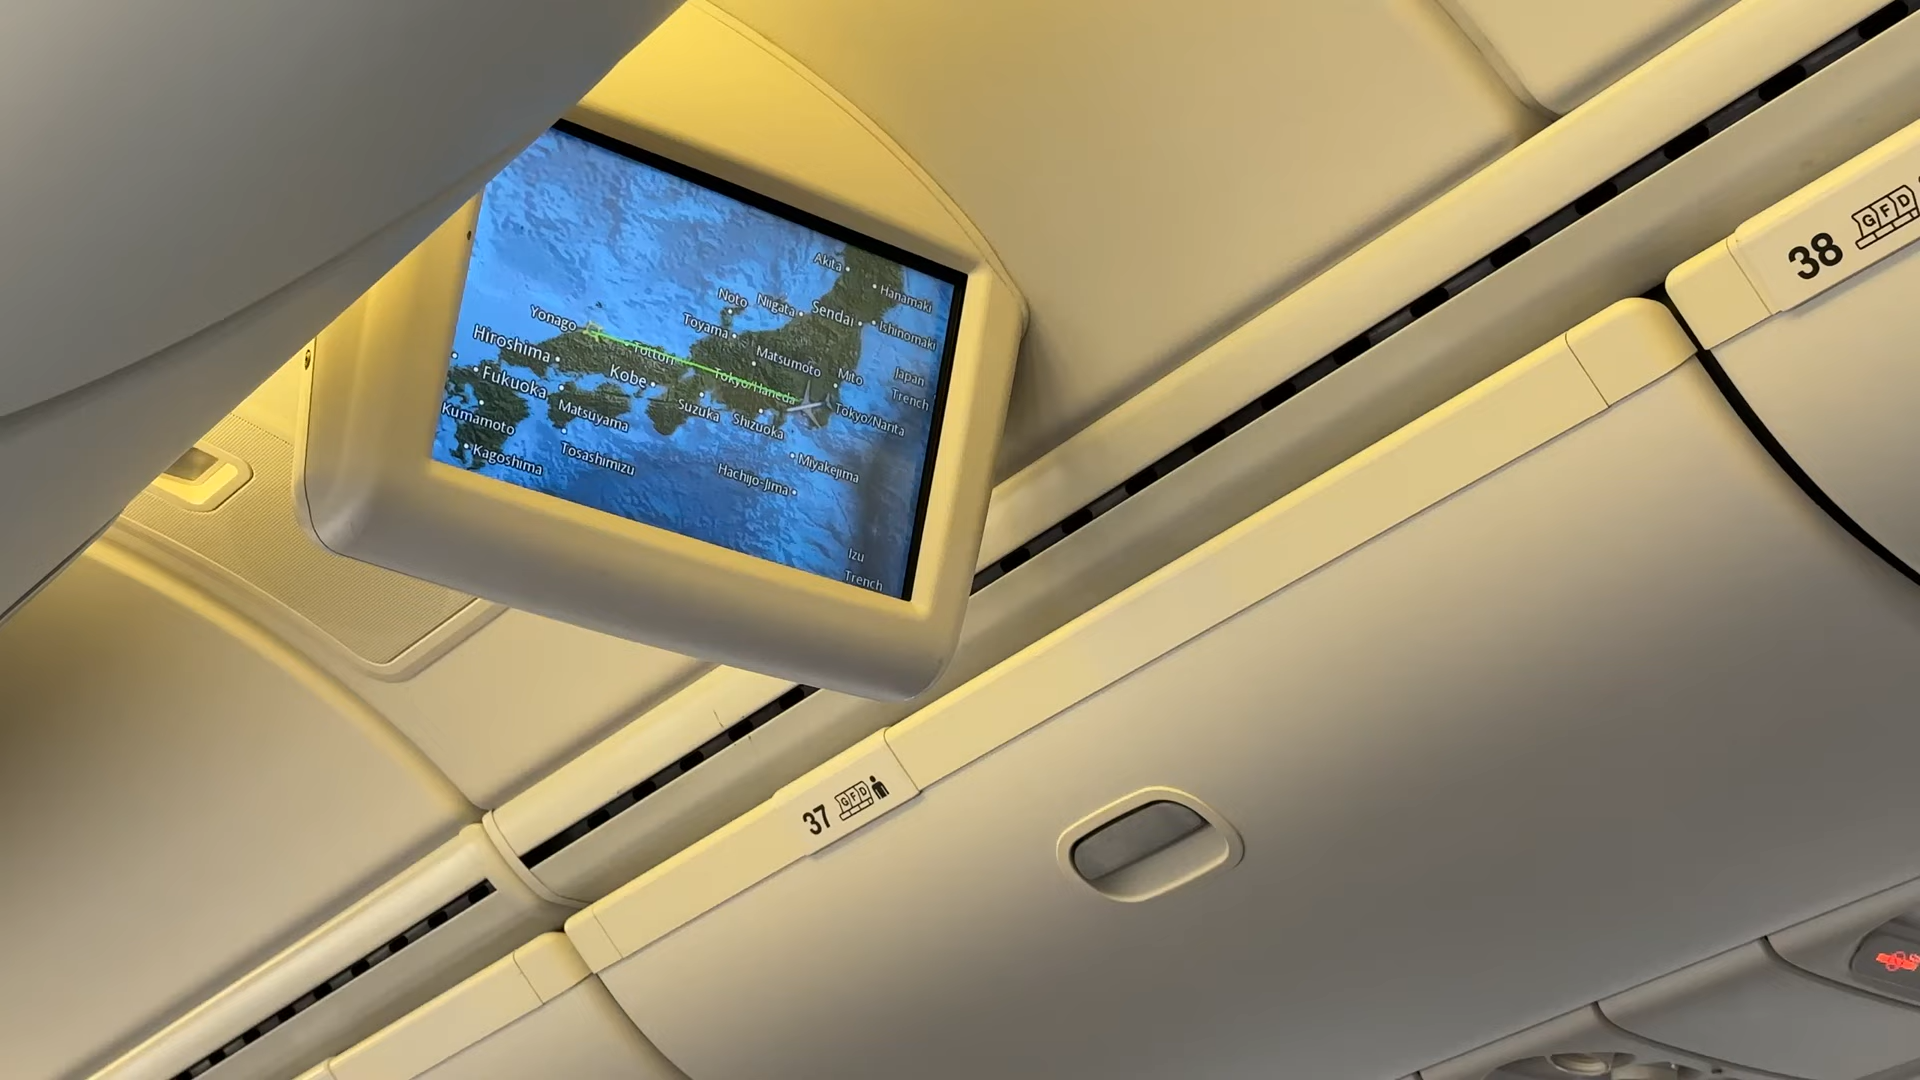 Akita
Hanamaki
Noto
Niigata
Sendai
Ishinomaki
Yonago
Toyama
Hiroshima
Tottori
Matsumoto
Mito
Japan
Trench
Fukuoka
Kobe
Tokyo/Haneda
Kumamoto
Matsuyama
Suzuka
Shizuoka
Tokyo/Narita
Kagoshima
Tosashimizu
Hachijo-Jima
Miyakejima
Izu
Trench
38 GFD
37 GFD